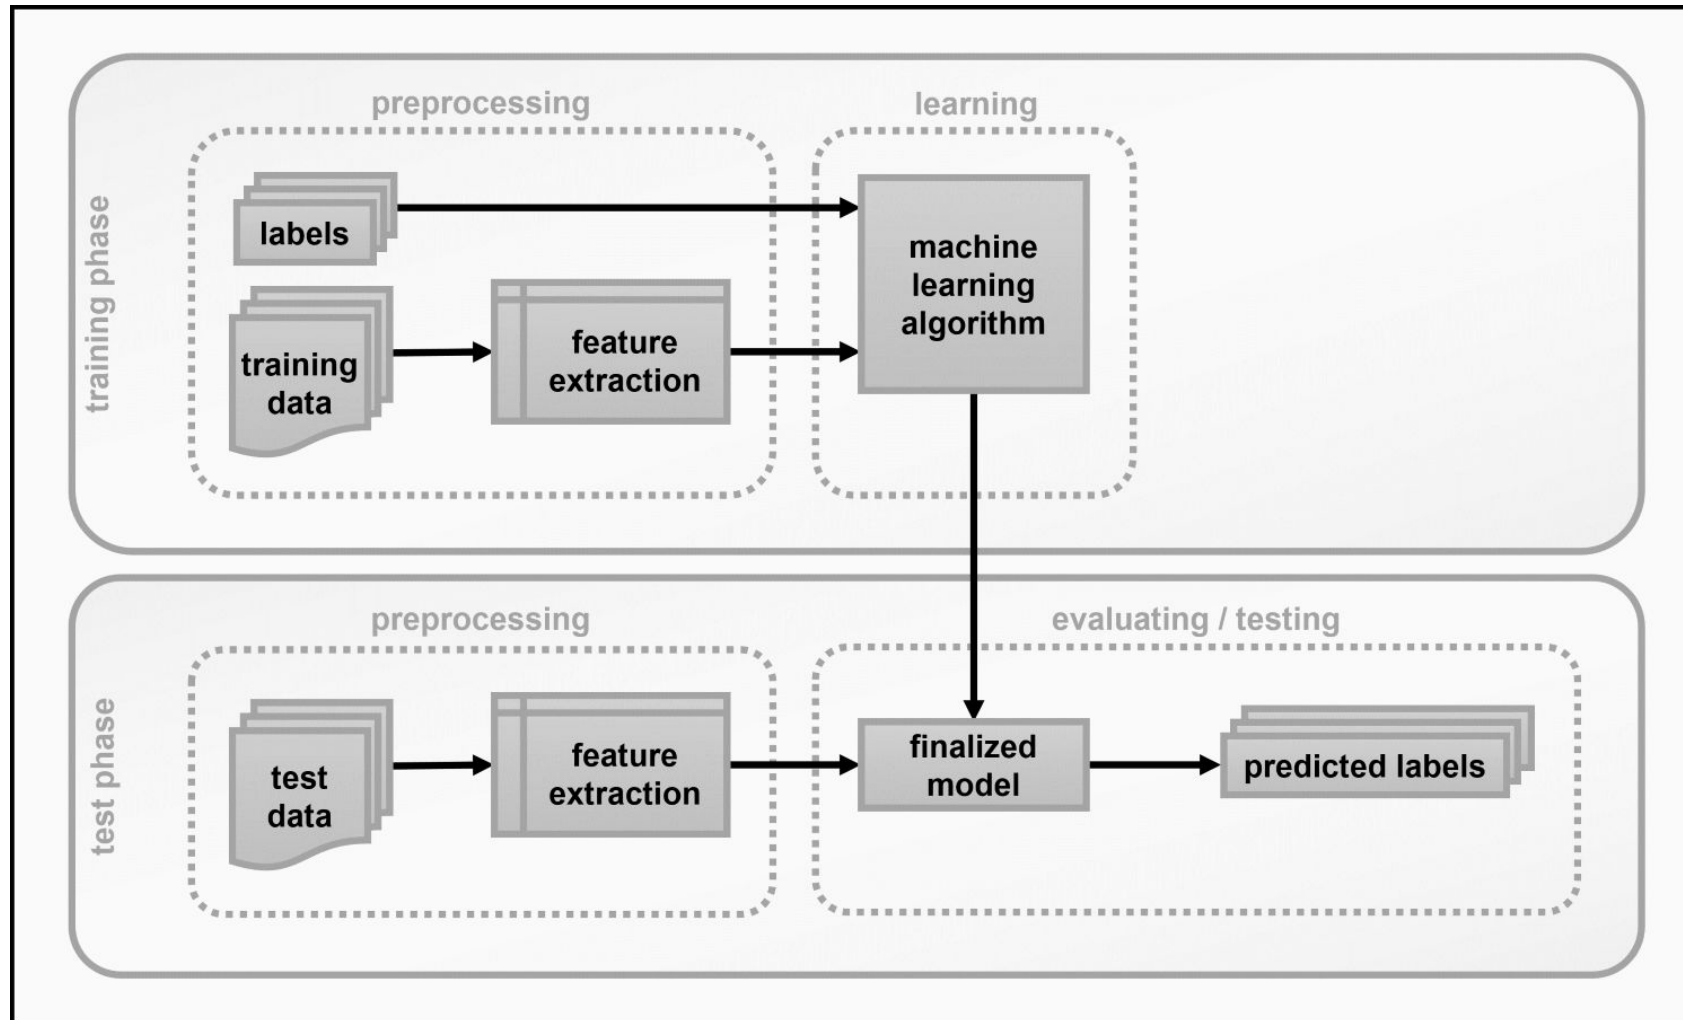 preprocessing
learning
training phase
labels
machine
learning
algorithm
training
data
feature
extraction
preprocessing
evaluating / testing
test phase
test
data
feature
extraction
finalized
model
predicted labels